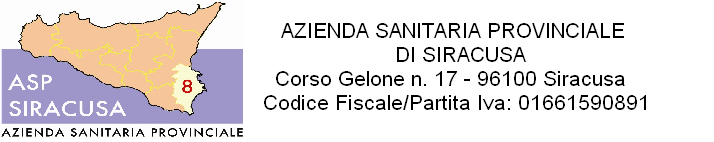 8
ASP
SIRACUSA
AZIENDA SANITARIA PROVINCIALE
AZIENDA SANITARIA PROVINCIALE
DI SIRACUSA
Corso Gelone n. 17 - 96100 Siracusa
Codice Fiscale/Partita Iva: 01661590891